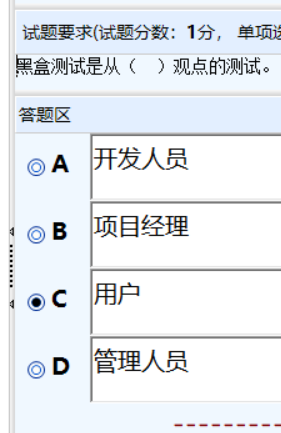 试题要求(试题分数：1分， 单项
黑盒测试是从（　）观点的测试。
答题区
A 开发人员
B 项目经理
C 用户
D 管理人员